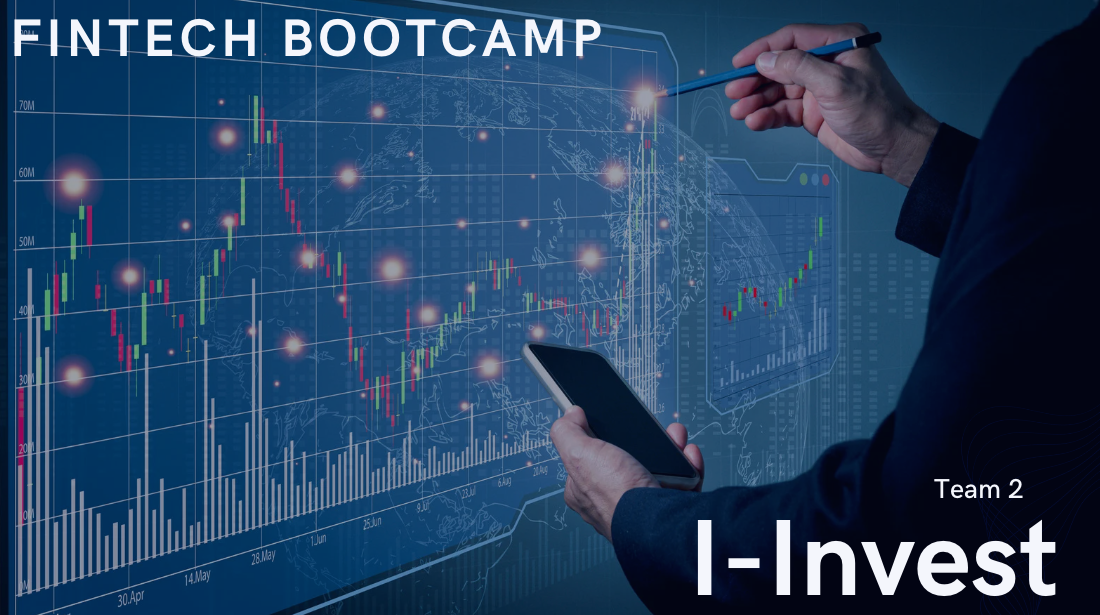 FINTECH BOOTCAMP
70M
60M
50M
40M
30M
20M
30.Apr
14.May
28.May
1.Jun
25.Jun
9.Jul
23.Jul
6.Aug
20.Aug
Team 2
I-Invest